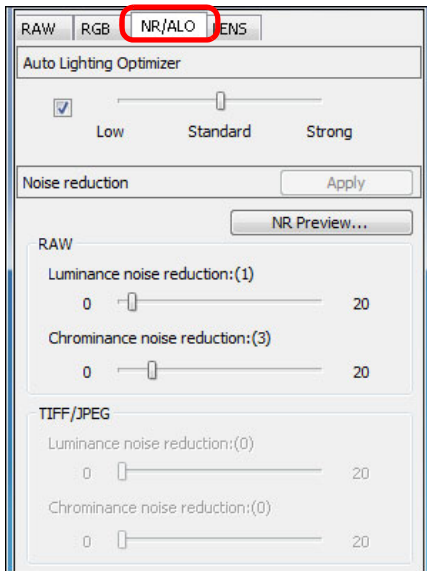 RAW RGB NR/ALO LENS
Auto Lighting Optimizer
Low Standard Strong
Noise reduction Apply
NR Preview...
RAW
Luminance noise reduction:(1)
0 20
Chrominance noise reduction:(3)
0 20
TIFF/JPEG
Luminance noise reduction:(0)
0 20
Chrominance noise reduction:(0)
0 20